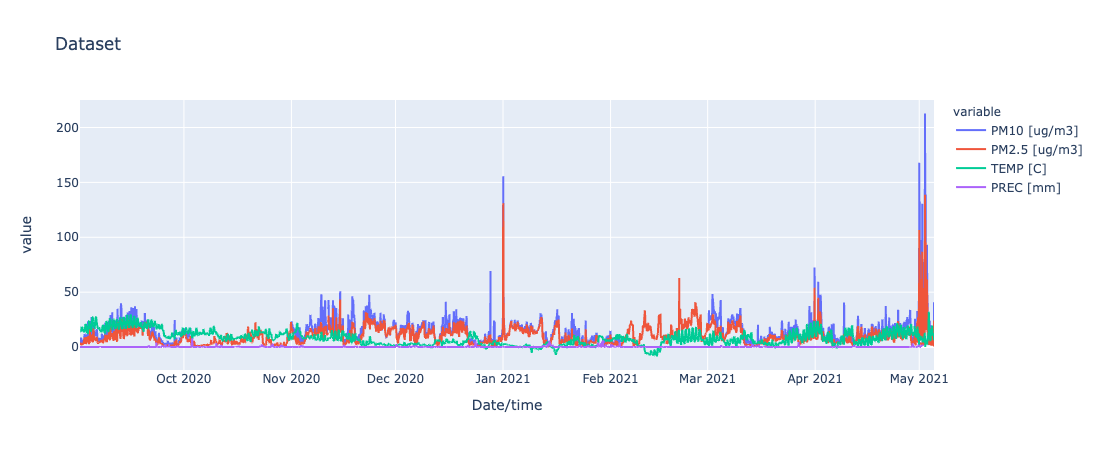 Dataset
variable
PM10 [ug/m3]
PM2.5 [ug/m3]
TEMP [C]
PREC [mm]
value
200
150
100
50
0
Oct 2020
Nov 2020
Dec 2020
Jan 2021
Feb 2021
Mar 2021
Apr 2021
May 2021
Date/time